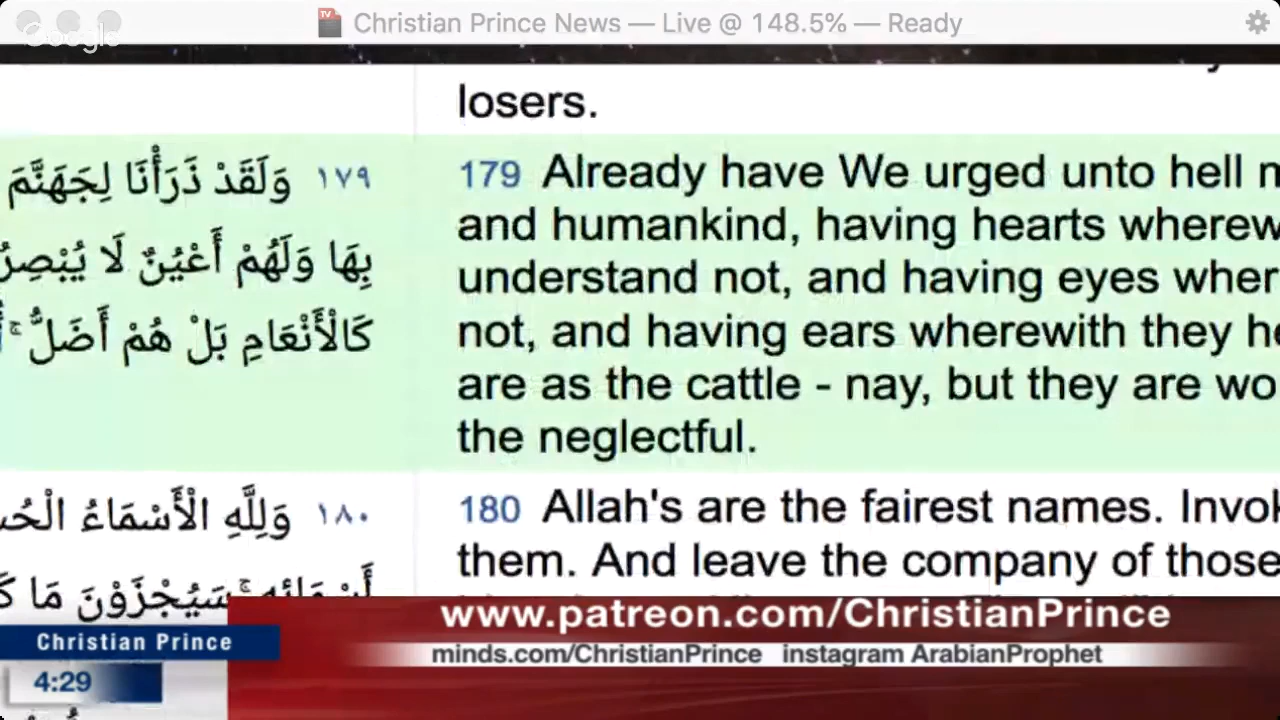 Christian Prince News — Live @ 148.5% — Ready
Google
losers.
١٧٩ وَلَقَدْ ذَرَأْنَا لِجَهَنَّمَ
بِهَا وَلَهُمْ أَعْيُنٌ لَا يُبْصِرُ
كَالْأَنْعَامِ بَلْ هُمْ أَضَلُّ ۚ
179 Already have We urged unto hell m
and humankind, having hearts wherew
understand not, and having eyes wher
not, and having ears wherewith they he
are as the cattle - nay, but they are wo
the neglectful.
١٨٠ وَلِلَّهِ الْأَسْمَاءُ الْحُسْ
أَسْمَائِهِ ۚ سَيُجْزَوْنَ مَا كَ
180 Allah's are the fairest names. Invok
them. And leave the company of those
www.patreon.com/ChristianPrince
Christian Prince
minds.com/ChristianPrince instagram ArabianProphet
4:29